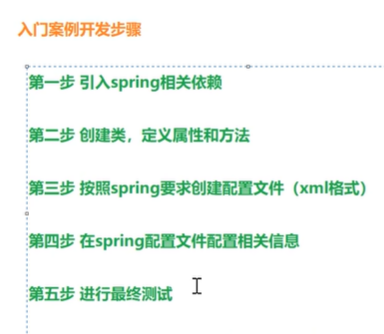 入门案例开发步骤
第一步 引入spring相关依赖
第二步 创建类，定义属性和方法
第三步 按照spring要求创建配置文件（xml格式）
第四步 在spring配置文件配置相关信息
第五步 进行最终测试